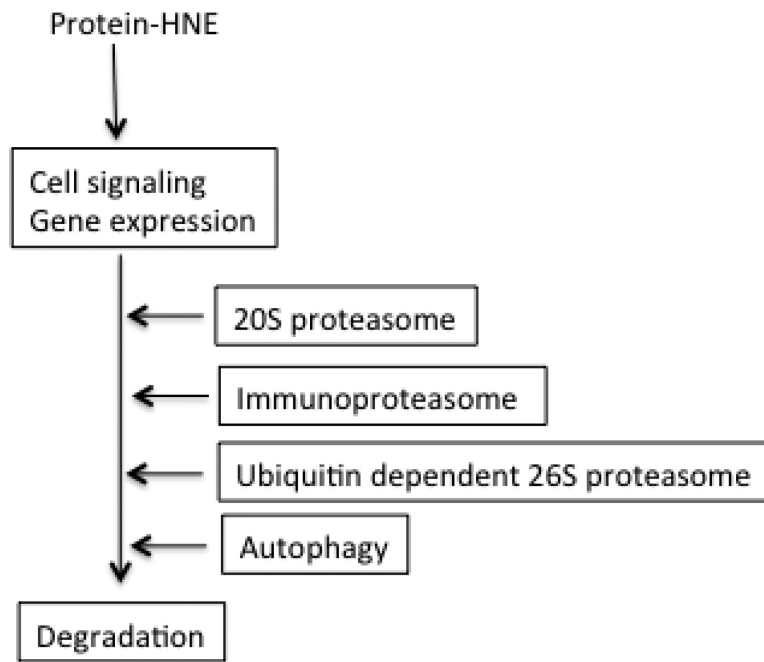 Protein-HNE
Cell signaling
Gene expression
20S proteasome
Immunoproteasome
Ubiquitin dependent 26S proteasome
Autophagy
Degradation